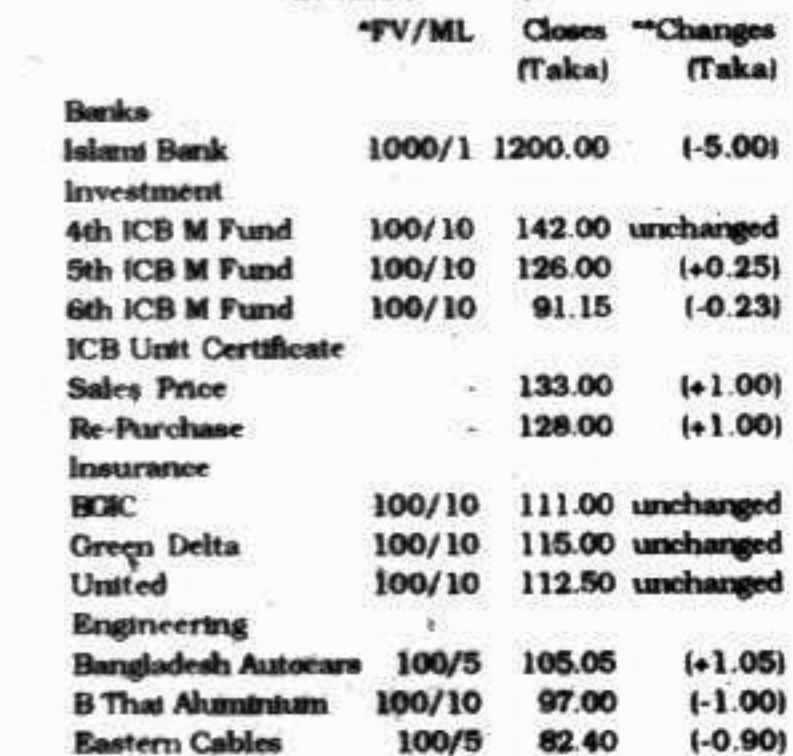 *FV/ML Closes **Changes
(Taka) (Taka)
Banks
Islami Bank 1000/1 1200.00 (-5.00)
Investment
4th ICB M Fund 100/10 142.00 unchanged
5th ICB M Fund 100/10 126.00 (+0.25)
6th ICB M Fund 100/10 91.15 (-0.23)
ICB Unit Certificate
Sales Price - 133.00 (+1.00)
Re-Purchase - 128.00 (+1.00)
Insurance
BGIC 100/10 111.00 unchanged
Green Delta 100/10 115.00 unchanged
United 100/10 112.50 unchanged
Engineering
Bangladesh Autocars 100/5 105.05 (+1.05)
B Thai Aluminium 100/10 97.00 (-1.00)
Eastern Cables 100/5 82.40 (-0.90)